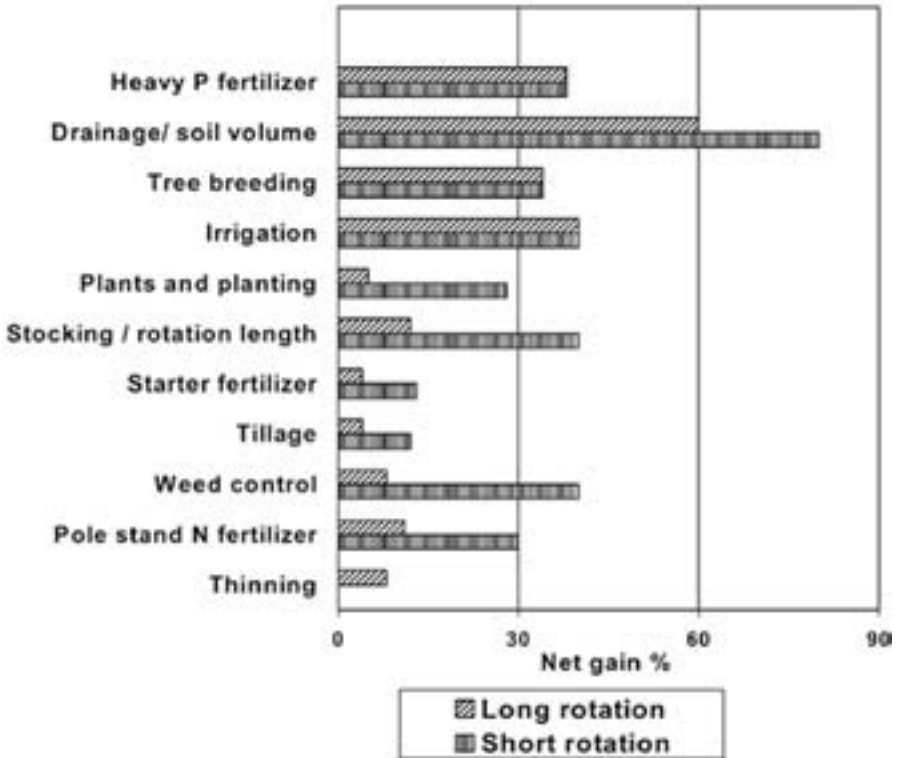 Heavy P fertilizer
Drainage/ soil volume
Tree breeding
Irrigation
Plants and planting
Stocking / rotation length
Starter fertilizer
Tillage
Weed control
Pole stand N fertilizer
Thinning
0 30 60 90
Net gain %
Long rotation
Short rotation